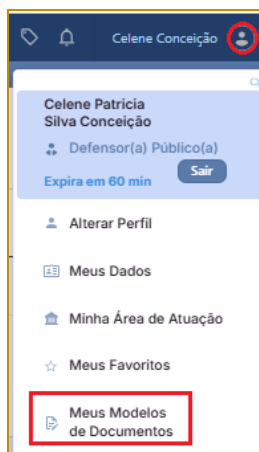 Celene Conceição
Celene Patricia
Silva Conceição
Defensor(a) Público(a)
Expira em 60 min
Sair
Alterar Perfil
Meus Dados
Minha Área de Atuação
Meus Favoritos
Meus Modelos
de Documentos